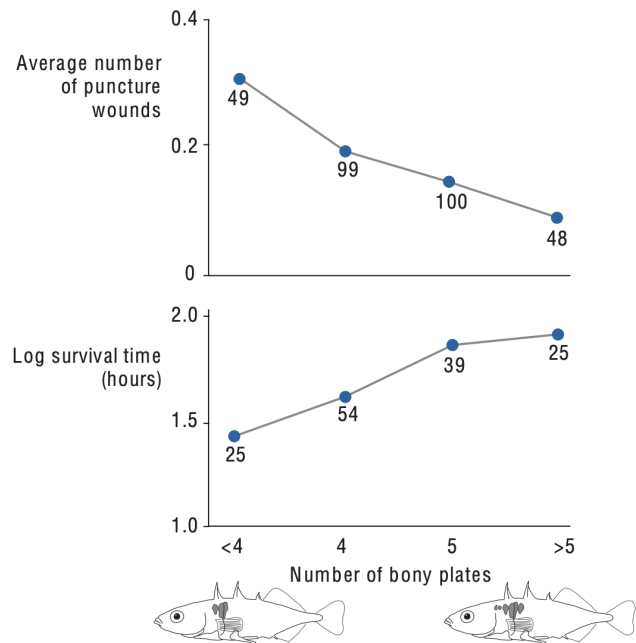 0.4
Average number
of puncture
wounds
49
0.2
99
100
48
0
2.0
Log survival time
(hours)
39
25
1.5
54
25
1.0
<4 4 5 >5
Number of bony plates